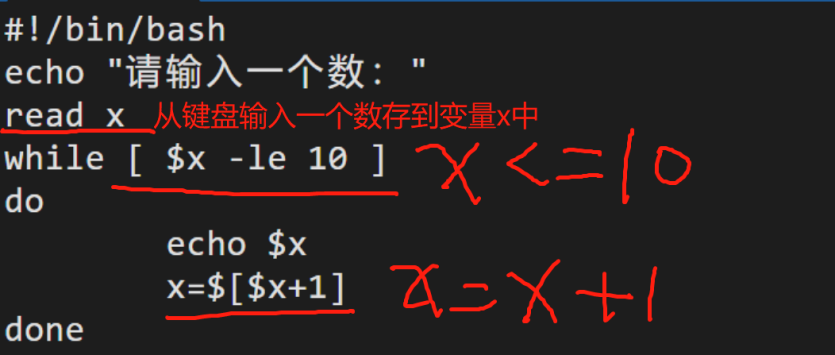 #!/bin/bash
echo "请输入一个数："
read x 从键盘输入一个数存到变量x中
while [ $x -le 10 ] x<=10
do
echo $x
x=$[$x+1] x=x+1
done